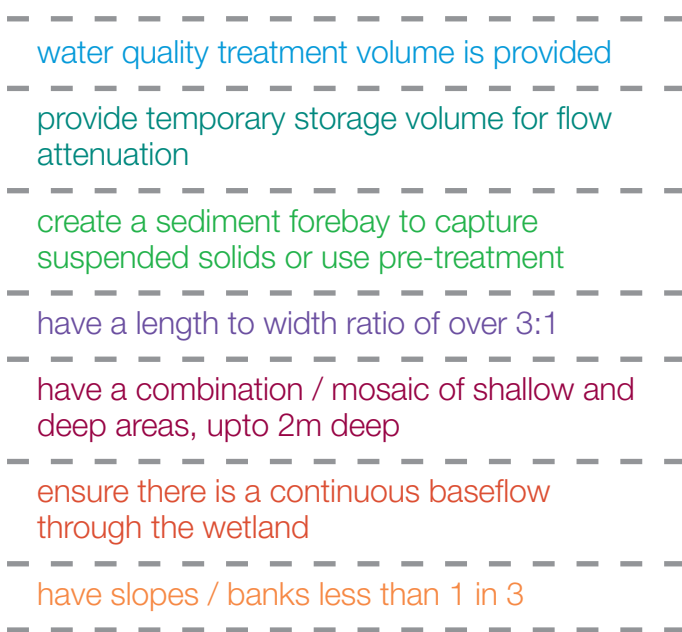 water quality treatment volume is provided
provide temporary storage volume for flow
attenuation
create a sediment forebay to capture
suspended solids or use pre-treatment
have a length to width ratio of over 3:1
have a combination / mosaic of shallow and
deep areas, upto 2m deep
ensure there is a continuous baseflow
through the wetland
have slopes / banks less than 1 in 3